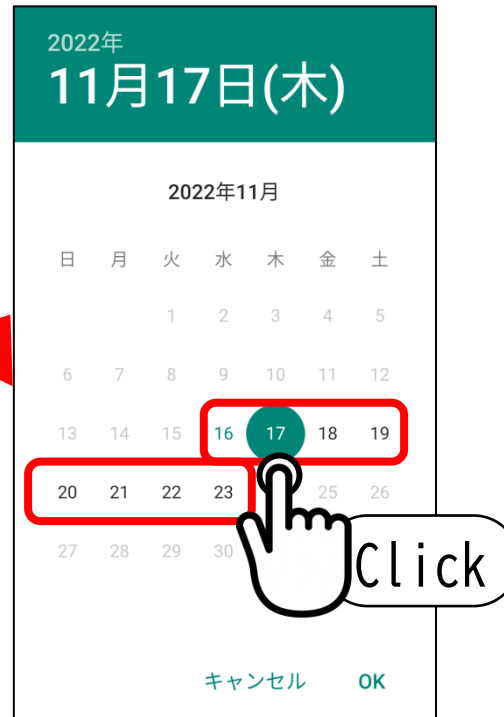 2022年
11月17日(木)
2022年11月
日 月 火 水 木 金 土
1 2 3 4 5
6 7 8 9 10 11 12
13 14 15 16 17 18 19
20 21 22 23 25 26
27 28 29 30
Click
キャンセル OK